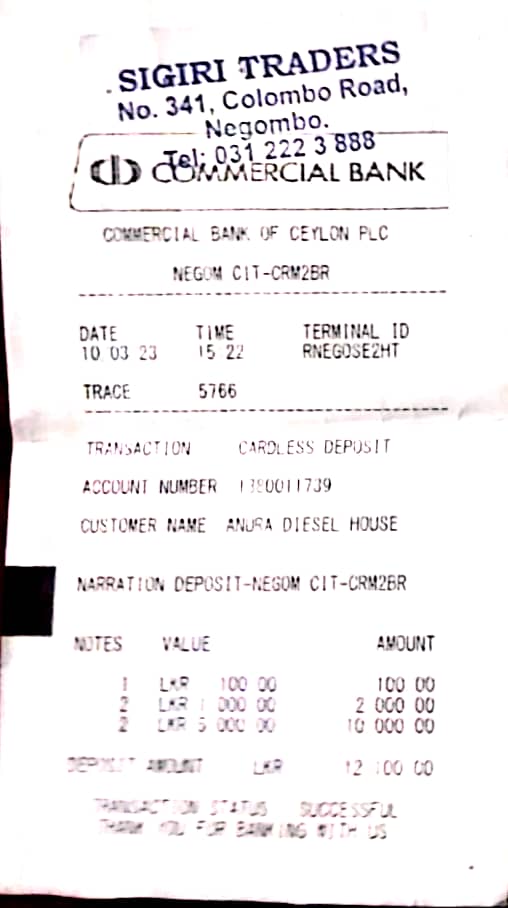 SIGIRI TRADERS
No. 341, Colombo Road,
Negombo.
Tel: 031 222 3 888
COMMERCIAL BANK
COMMERCIAL BANK OF CEYLON PLC
NEGOM CIT-CRM2BR
DATE TIME TERMINAL ID
10 03 23 15 22 RNEGOSE2HT
TRACE 5766
TRANSACTION CARDLESS DEPOSIT
ACCOUNT NUMBER 1380011739
CUSTOMER NAME ANURA DIESEL HOUSE
NARRATION DEPOSIT-NEGOM CIT-CRM2BR
NOTES VALUE AMOUNT
1 LKR 100 00 100 00
2 LKR 1 000 00 2 000 00
2 LKR 5 000 00 10 000 00
DEPOSIT AMOUNT LKR 12 100 00
TRANSACTION STATUS SUCCESSFUL
THANK YOU FOR BANKING WITH US